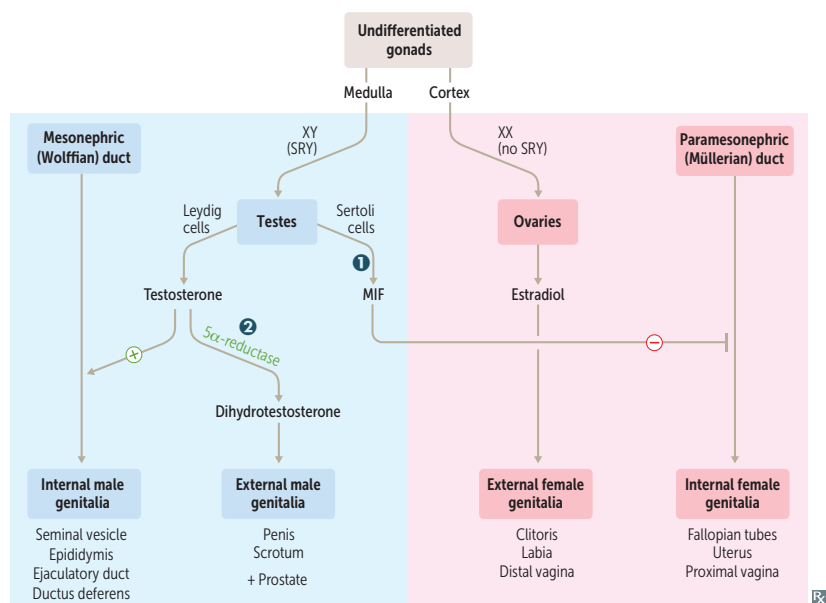 Undifferentiated
gonads
Medulla
Cortex
Mesonephric
(Wolffian) duct
XY
(SRY)
XX
(no SRY)
Paramesonephric
(Müllerian) duct
Leydig
cells
Testes
Sertoli
cells
Ovaries
1
Testosterone
MIF
Estradiol
2
5α-reductase
+
−
Dihydrotestosterone
Internal male
genitalia
External male
genitalia
External female
genitalia
Internal female
genitalia
Seminal vesicle
Epididymis
Ejaculatory duct
Ductus deferens
Penis
Scrotum
+ Prostate
Clitoris
Labia
Distal vagina
Fallopian tubes
Uterus
Proximal vagina
Rx